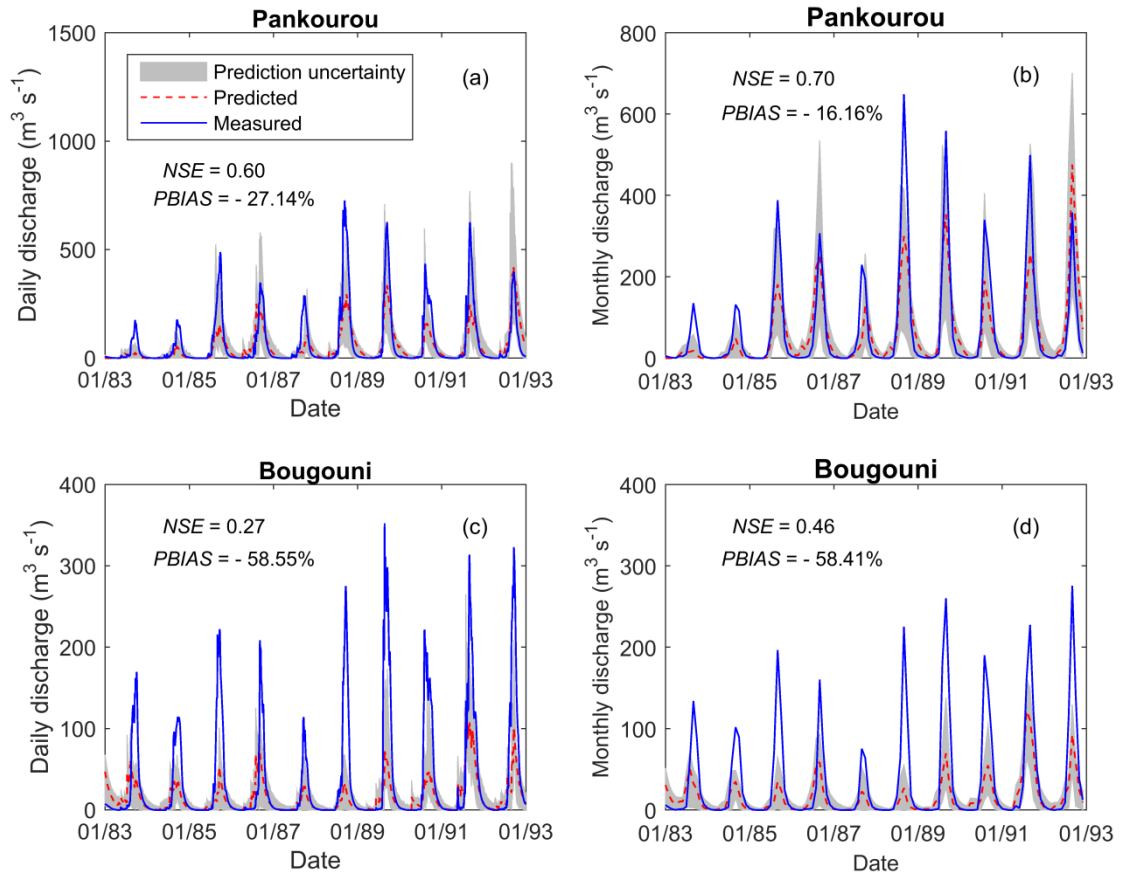 Pankourou
1500
1000
500
0
Daily discharge (m³ s⁻¹)
Prediction uncertainty
Predicted
Measured
(a)
NSE = 0.60
PBIAS = - 27.14%
01/83 01/85 01/87 01/89 01/91 01/93
Date
Pankourou
800
600
400
200
0
Monthly discharge (m³ s⁻¹)
NSE = 0.70
(b)
PBIAS = - 16.16%
01/83 01/85 01/87 01/89 01/91 01/93
Date
Bougouni
400
300
200
100
0
Daily discharge (m³ s⁻¹)
NSE = 0.27
(c)
PBIAS = - 58.55%
01/83 01/85 01/87 01/89 01/91 01/93
Date
Bougouni
400
300
200
100
0
Monthly discharge (m³ s⁻¹)
NSE = 0.46
(d)
PBIAS = - 58.41%
01/83 01/85 01/87 01/89 01/91 01/93
Date